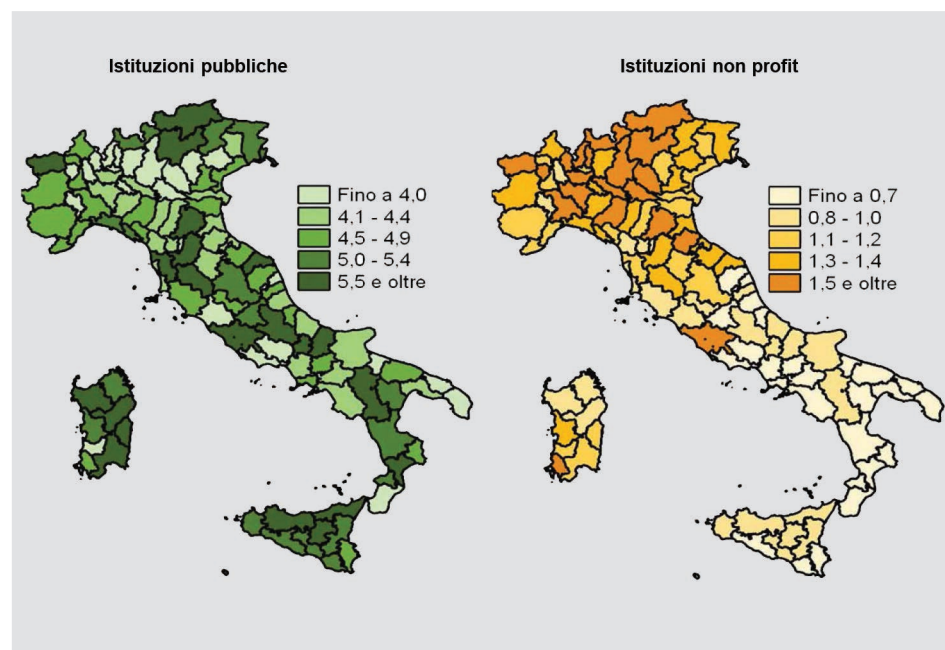 Istituzioni pubbliche
Fino a 4,0
4,1 - 4,4
4,5 - 4,9
5,0 - 5,4
5,5 e oltre
Istituzioni non profit
Fino a 0,7
0,8 - 1,0
1,1 - 1,2
1,3 - 1,4
1,5 e oltre